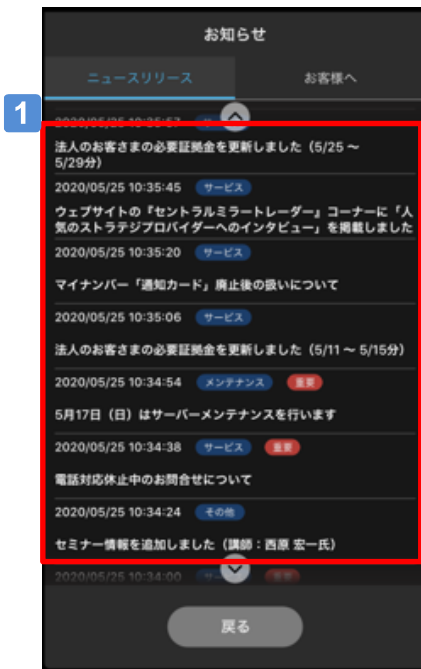 お知らせ
ニュースリリース
お客様へ
1
法人のお客さまの必要証拠金を更新しました（5/25 ～
5/29分）
2020/05/25 10:35:45 サービス
ウェブサイトの『セントラルミラートレーダー』コーナーに「人
気のストラテジプロバイダーへのインタビュー」を掲載しました
2020/05/25 10:35:20 サービス
マイナンバー「通知カード」廃止後の扱いについて
2020/05/25 10:35:06 サービス
法人のお客さまの必要証拠金を更新しました（5/11 ～ 5/15分）
2020/05/25 10:34:54 メンテナンス 重要
5月17日（日）はサーバーメンテナンスを行います
2020/05/25 10:34:38 サービス 重要
電話対応休止中のお問合せについて
2020/05/25 10:34:24 その他
セミナー情報を追加しました（講師：西原 宏一氏）
2020/05/25 10:34:00
重要
戻る